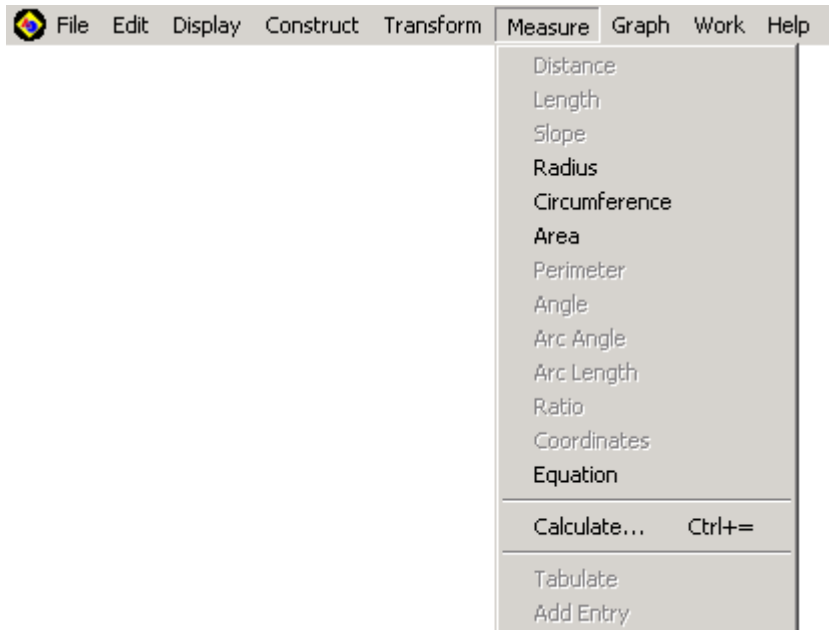 File Edit Display Construct Transform Measure Graph Work Help
Distance
Length
Slope
Radius
Circumference
Area
Perimeter
Angle
Arc Angle
Arc Length
Ratio
Coordinates
Equation
Calculate... Ctrl+=
Tabulate
Add Entry